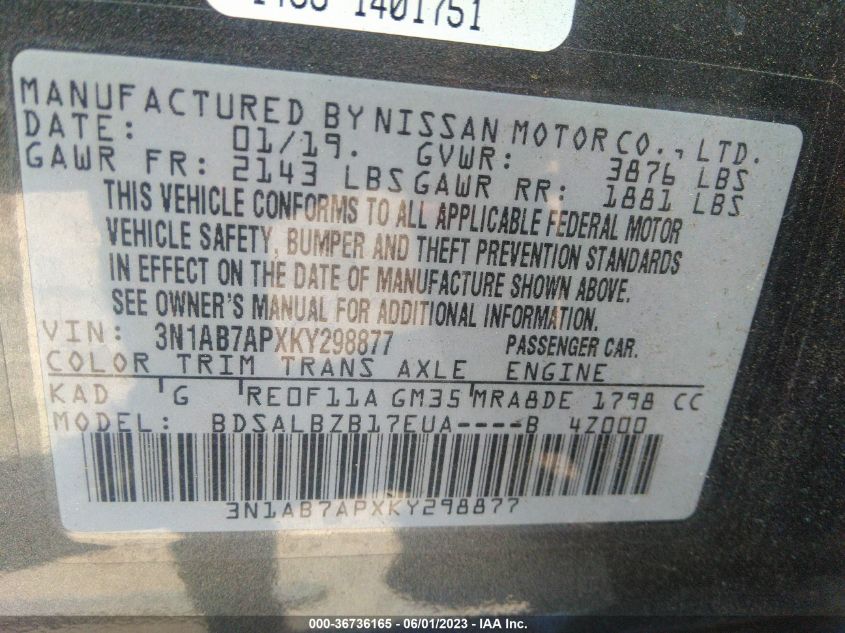 1401751
MANUFACTURED BY NISSAN MOTOR CO., LTD.
DATE: 01/19. GVWR: 3876 LBS
GAWR FR: 2143 LBS GAWR RR: 1881 LBS
THIS VEHICLE CONFORMS TO ALL APPLICABLE FEDERAL MOTOR
VEHICLE SAFETY, BUMPER AND THEFT PREVENTION STANDARDS
IN EFFECT ON THE DATE OF MANUFACTURE SHOWN ABOVE.
SEE OWNER'S MANUAL FOR ADDITIONAL INFORMATION.
VIN: 3N1AB7APXKY298877 PASSENGER CAR.
COLOR TRIM TRANS AXLE ENGINE
KAD G RE0F11A GM35 MRA8DE 1798 CC
MODEL: BDSALBZB17EUA----B 4Z000
3N1AB7APXKY298877
000-36736165 - 06/01/2023 - IAA Inc.